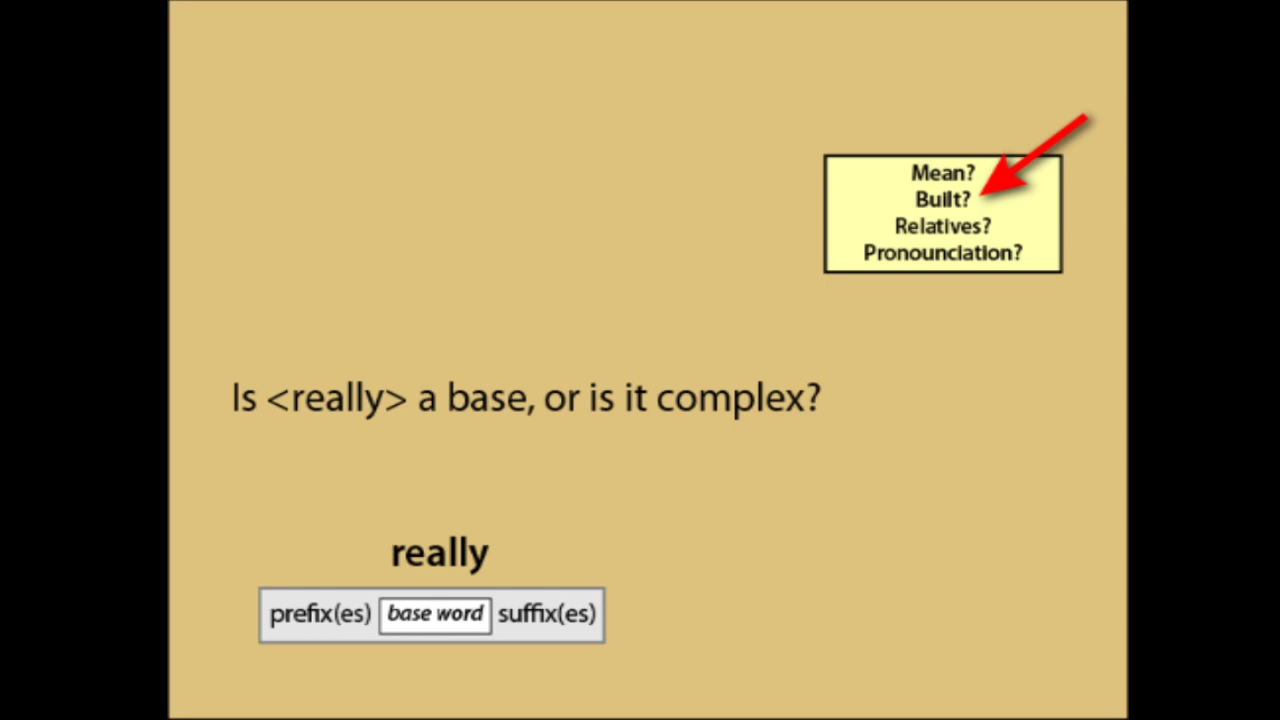 Mean?
Built?
Relatives?
Pronounciation?
Is <really> a base, or is it complex?
really
prefix(es) base word suffix(es)